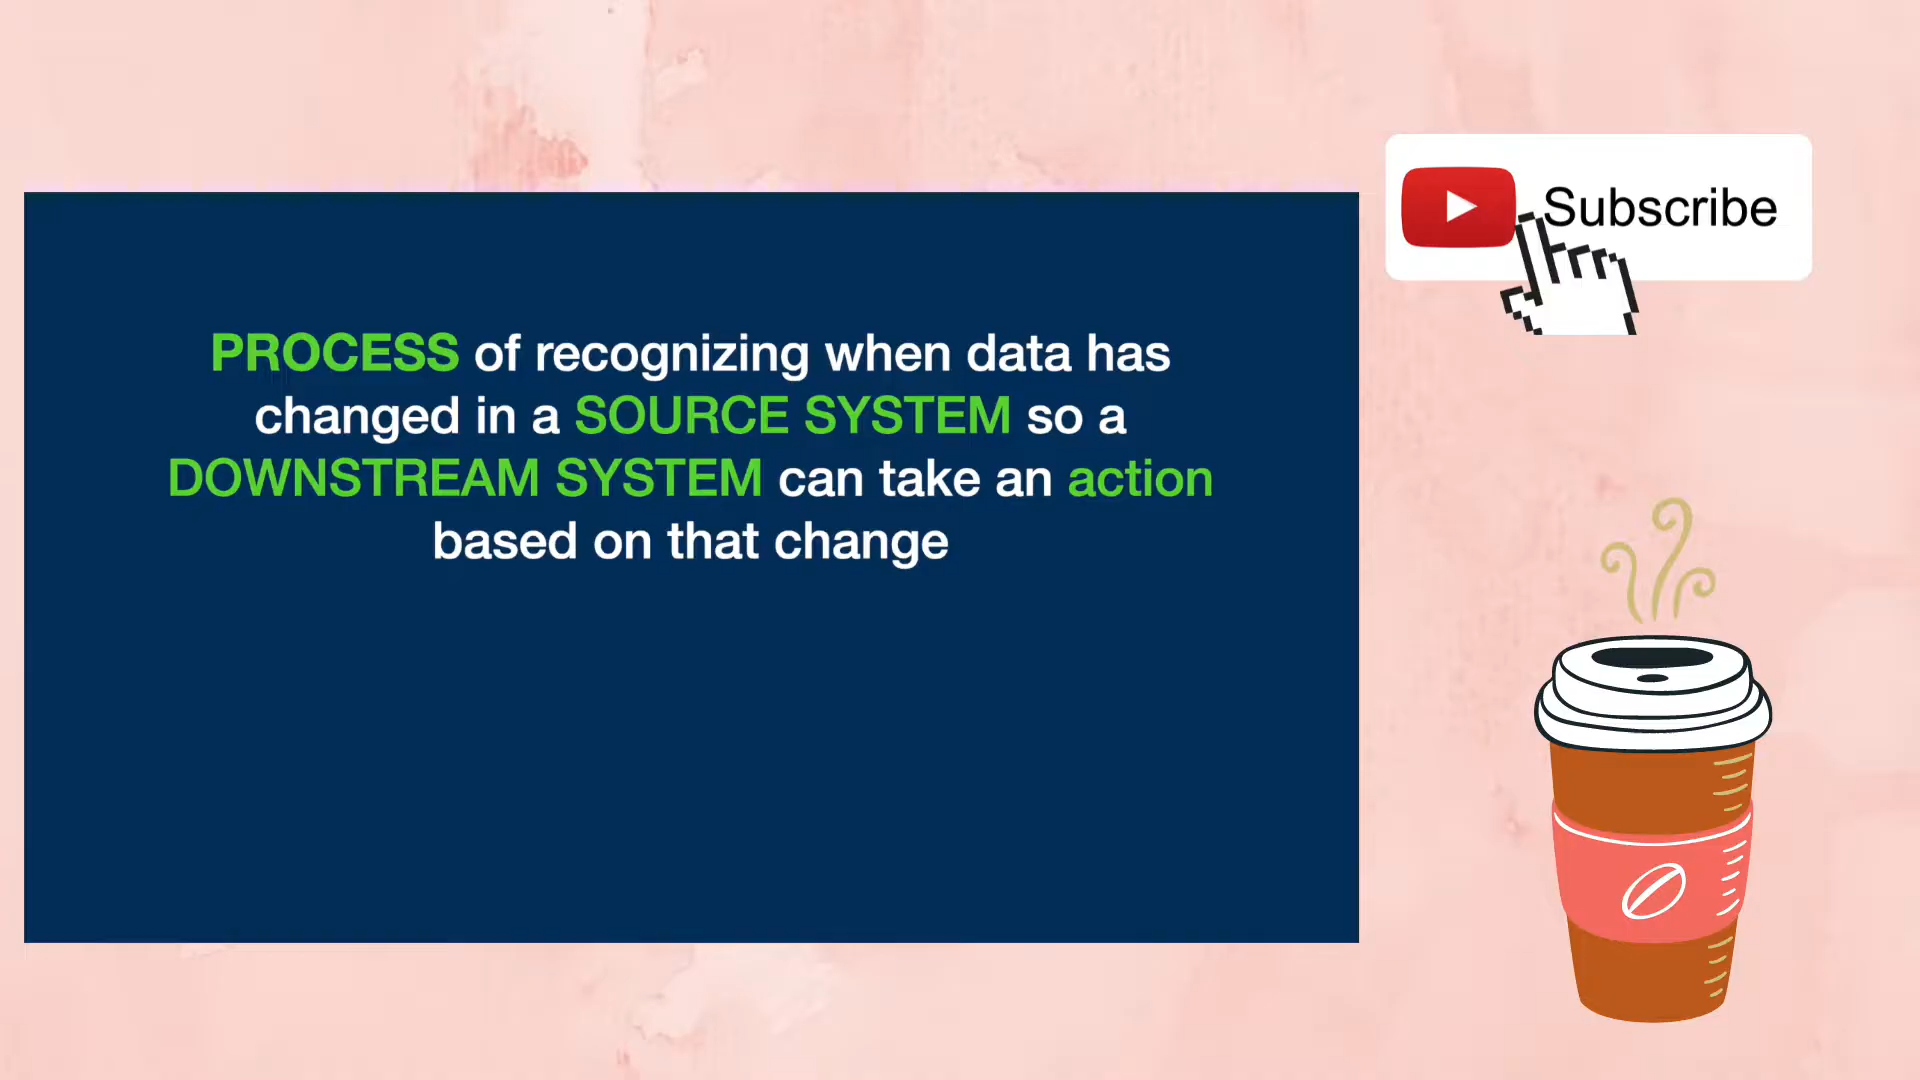 PROCESS of recognizing when data has
changed in a SOURCE SYSTEM so a
DOWNSTREAM SYSTEM can take an action
based on that change
Subscribe